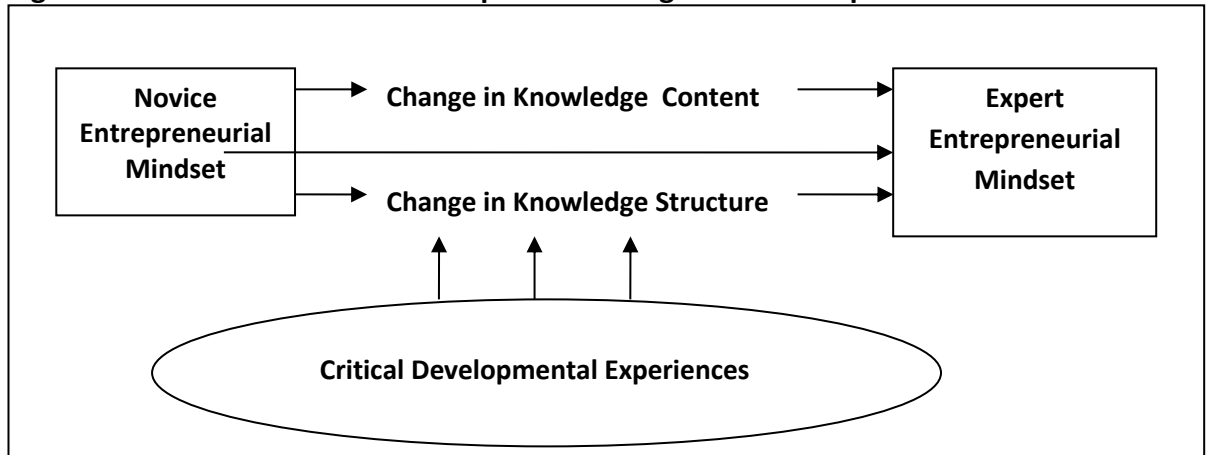 Novice
Entrepreneurial
Mindset
Change in Knowledge Content
Expert
Entrepreneurial
Mindset
Change in Knowledge Structure
Critical Developmental Experiences